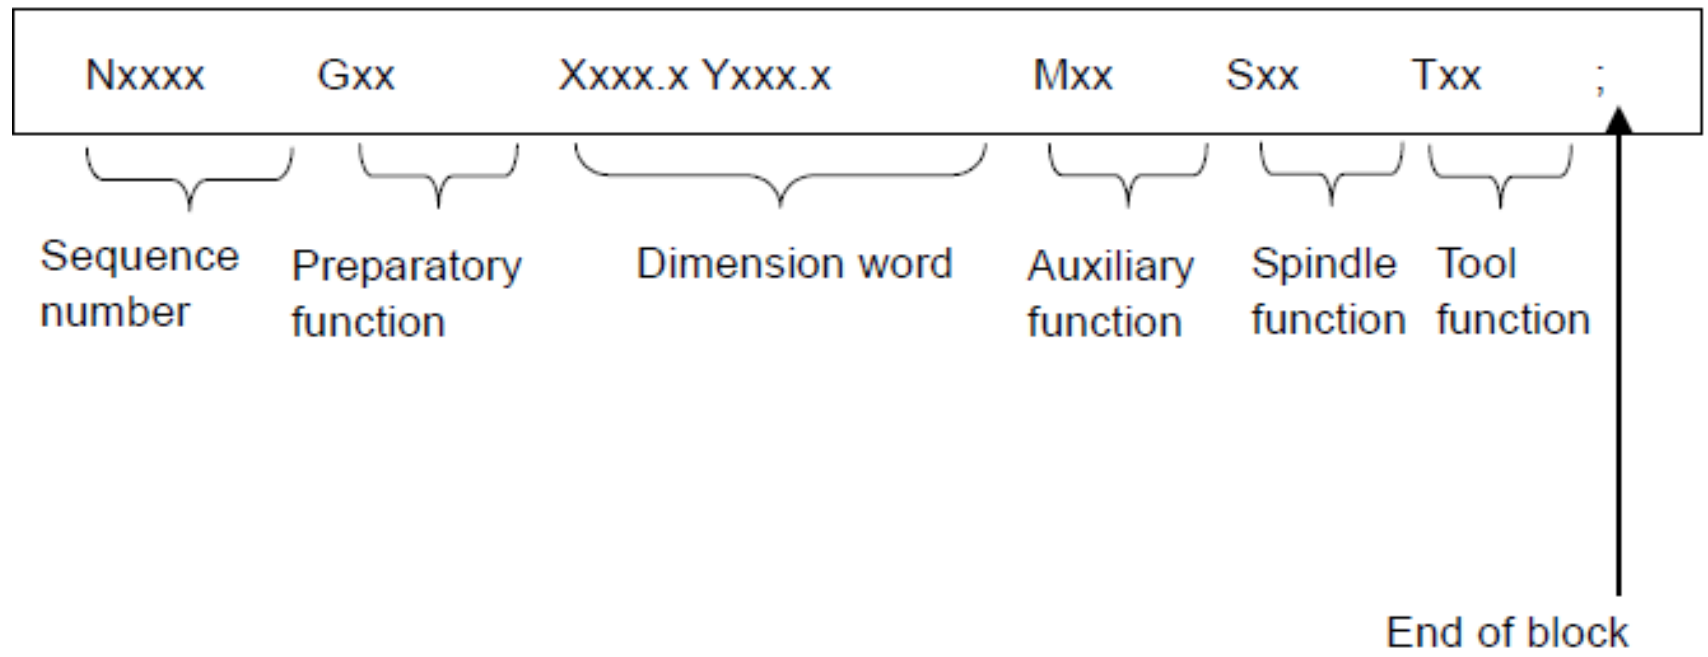 Nxxxx Gxx Xxxx.x Yxxx.x Mxx Sxx Txx ;
Sequence number
Preparatory function
Dimension word
Auxiliary function
Spindle function
Tool function
End of block